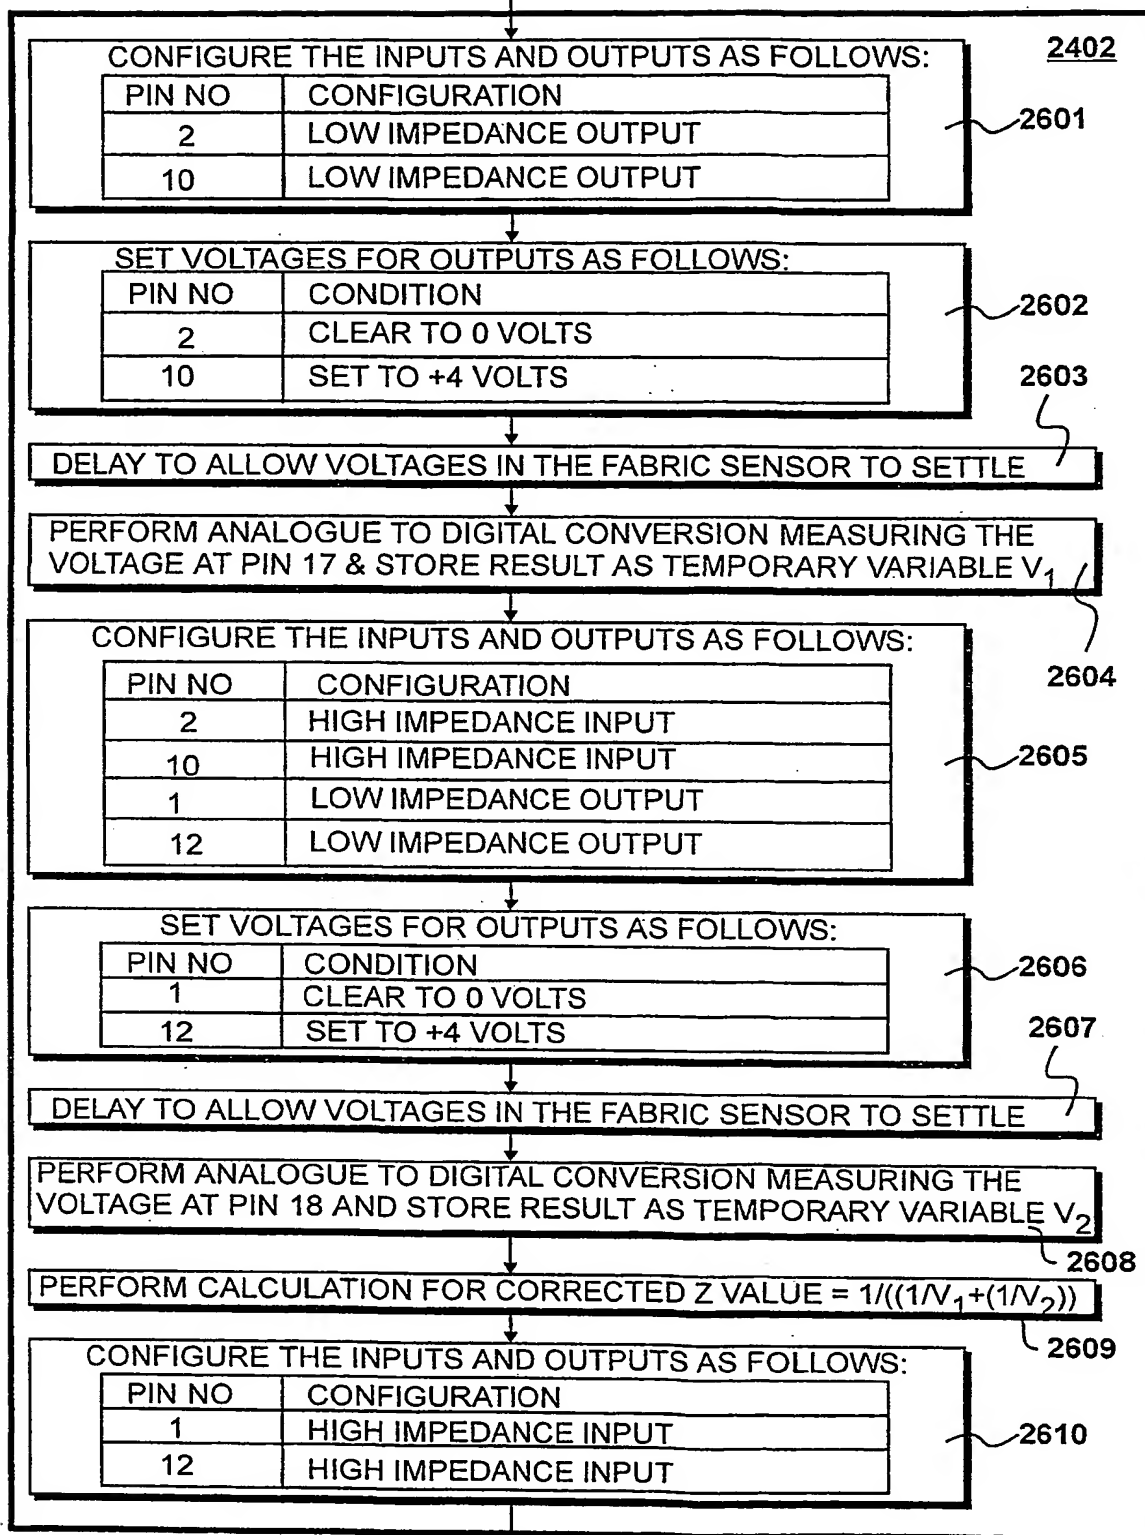 2402
CONFIGURE THE INPUTS AND OUTPUTS AS FOLLOWS:
PIN NO CONFIGURATION
2 LOW IMPEDANCE OUTPUT
10 LOW IMPEDANCE OUTPUT
2601
SET VOLTAGES FOR OUTPUTS AS FOLLOWS:
PIN NO CONDITION
2 CLEAR TO 0 VOLTS
10 SET TO +4 VOLTS
2602
2603
DELAY TO ALLOW VOLTAGES IN THE FABRIC SENSOR TO SETTLE
PERFORM ANALOGUE TO DIGITAL CONVERSION MEASURING THE
VOLTAGE AT PIN 17 & STORE RESULT AS TEMPORARY VARIABLE V1
2604
CONFIGURE THE INPUTS AND OUTPUTS AS FOLLOWS:
PIN NO CONFIGURATION
2 HIGH IMPEDANCE INPUT
10 HIGH IMPEDANCE INPUT
1 LOW IMPEDANCE OUTPUT
12 LOW IMPEDANCE OUTPUT
2605
SET VOLTAGES FOR OUTPUTS AS FOLLOWS:
PIN NO CONDITION
1 CLEAR TO 0 VOLTS
12 SET TO +4 VOLTS
2606
2607
DELAY TO ALLOW VOLTAGES IN THE FABRIC SENSOR TO SETTLE
PERFORM ANALOGUE TO DIGITAL CONVERSION MEASURING THE
VOLTAGE AT PIN 18 AND STORE RESULT AS TEMPORARY VARIABLE V2
2608
PERFORM CALCULATION FOR CORRECTED Z VALUE = 1/((1/V1+(1/V2))
2609
CONFIGURE THE INPUTS AND OUTPUTS AS FOLLOWS:
PIN NO CONFIGURATION
1 HIGH IMPEDANCE INPUT
12 HIGH IMPEDANCE INPUT
2610